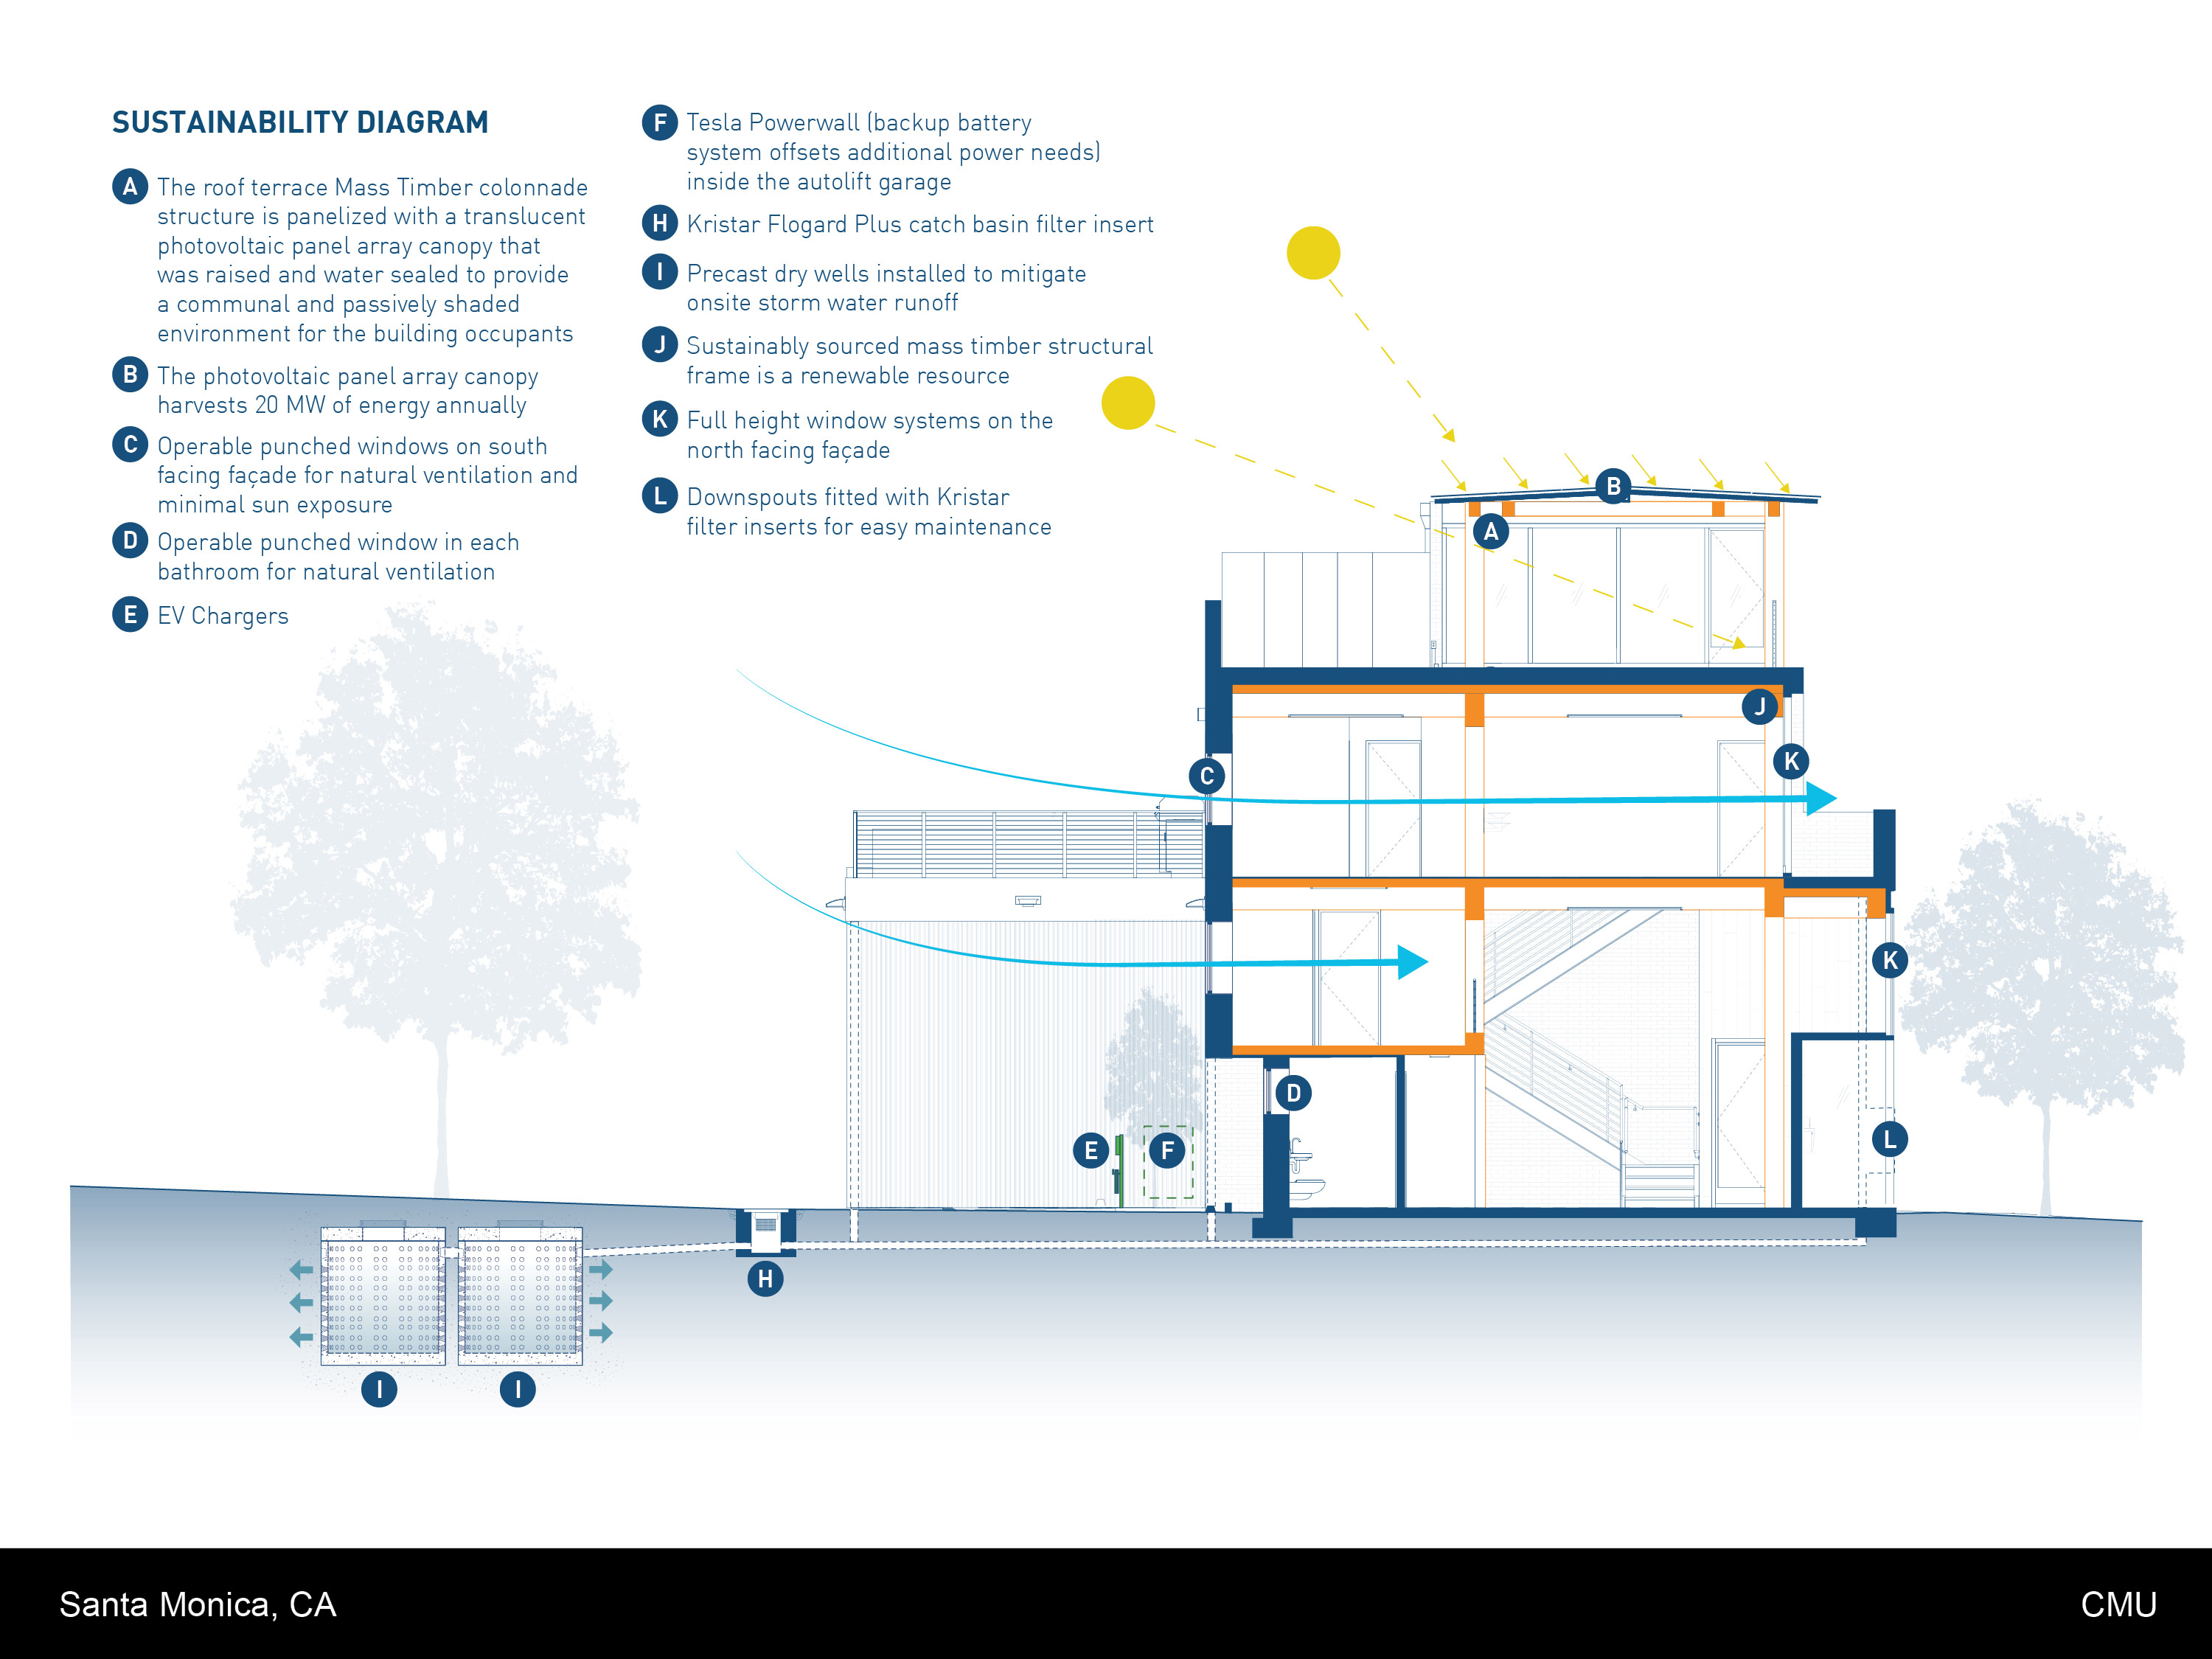 SUSTAINABILITY DIAGRAM
A The roof terrace Mass Timber colonnade
structure is panelized with a translucent
photovoltaic panel array canopy that
was raised and water sealed to provide
a communal and passively shaded
environment for the building occupants
B The photovoltaic panel array canopy
harvests 20 MW of energy annually
C Operable punched windows on south
facing façade for natural ventilation and
minimal sun exposure
D Operable punched window in each
bathroom for natural ventilation
E EV Chargers
F Tesla Powerwall (backup battery
system offsets additional power needs)
inside the autolift garage
H Kristar Flogard Plus catch basin filter insert
I Precast dry wells installed to mitigate
onsite storm water runoff
J Sustainably sourced mass timber structural
frame is a renewable resource
K Full height window systems on the
north facing façade
L Downspouts fitted with Kristar
filter inserts for easy maintenance
B
A
J
K
C
K
D
E
F
L
H
I
I
Santa Monica, CA
CMU